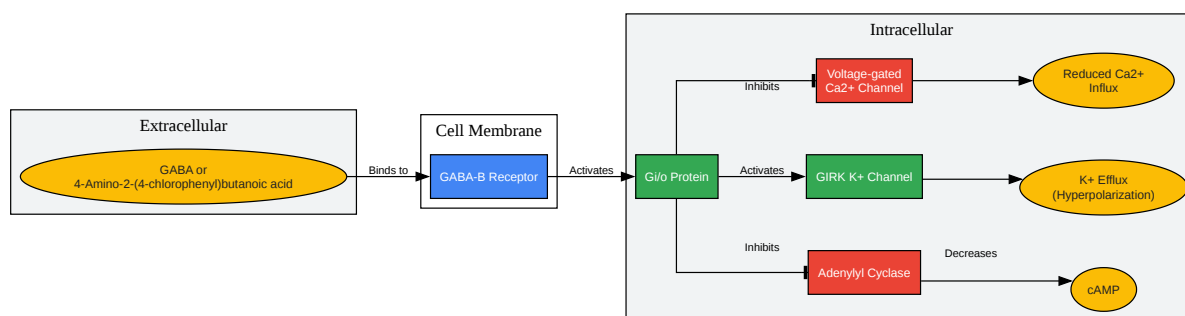 Extracellular
GABA or
4-Amino-2-(4-chlorophenyl)butanoic acid
Binds to
Cell Membrane
GABA-B Receptor
Activates
Intracellular
Gi/o Protein
Inhibits
Voltage-gated
Ca2+ Channel
Reduced Ca2+
Influx
Activates
GIRK K+ Channel
K+ Efflux
(Hyperpolarization)
Inhibits
Adenylyl Cyclase
Decreases
cAMP